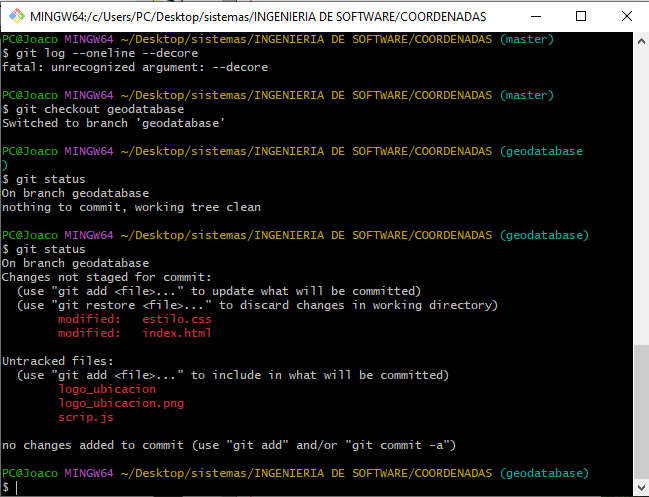 MINGW64:/c/Users/PC/Desktop/sistemas/INGENIERIA DE SOFTWARE/COORDENADAS
PC@Joaco MINGW64 ~/Desktop/sistemas/INGENIERIA DE SOFTWARE/COORDENADAS (master)
$ git log --oneline --decore
fatal: unrecognized argument: --decore
PC@Joaco MINGW64 ~/Desktop/sistemas/INGENIERIA DE SOFTWARE/COORDENADAS (master)
$ git checkout geodatabase
Switched to branch 'geodatabase'
PC@Joaco MINGW64 ~/Desktop/sistemas/INGENIERIA DE SOFTWARE/COORDENADAS (geodatabase
)
$ git status
On branch geodatabase
nothing to commit, working tree clean
PC@Joaco MINGW64 ~/Desktop/sistemas/INGENIERIA DE SOFTWARE/COORDENADAS (geodatabase)
$ git status
On branch geodatabase
Changes not staged for commit:
  (use "git add <file>..." to update what will be committed)
  (use "git restore <file>..." to discard changes in working directory)
        modified:   estilo.css
        modified:   index.html
Untracked files:
  (use "git add <file>..." to include in what will be committed)
        logo_ubicacion
        logo_ubicacion.png
        scrip.js
no changes added to commit (use "git add" and/or "git commit -a")
PC@Joaco MINGW64 ~/Desktop/sistemas/INGENIERIA DE SOFTWARE/COORDENADAS (geodatabase)
$